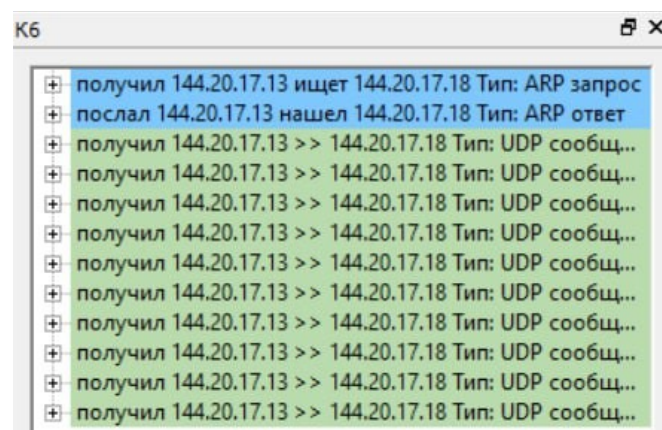 К6
получил 144.20.17.13 ищет 144.20.17.18 Тип: ARP запрос
послал 144.20.17.13 нашел 144.20.17.18 Тип: ARP ответ
получил 144.20.17.13 >> 144.20.17.18 Тип: UDP сообщ...
получил 144.20.17.13 >> 144.20.17.18 Тип: UDP сообщ...
получил 144.20.17.13 >> 144.20.17.18 Тип: UDP сообщ...
получил 144.20.17.13 >> 144.20.17.18 Тип: UDP сообщ...
получил 144.20.17.13 >> 144.20.17.18 Тип: UDP сообщ...
получил 144.20.17.13 >> 144.20.17.18 Тип: UDP сообщ...
получил 144.20.17.13 >> 144.20.17.18 Тип: UDP сообщ...
получил 144.20.17.13 >> 144.20.17.18 Тип: UDP сообщ...
получил 144.20.17.13 >> 144.20.17.18 Тип: UDP сообщ...
получил 144.20.17.13 >> 144.20.17.18 Тип: UDP сообщ...